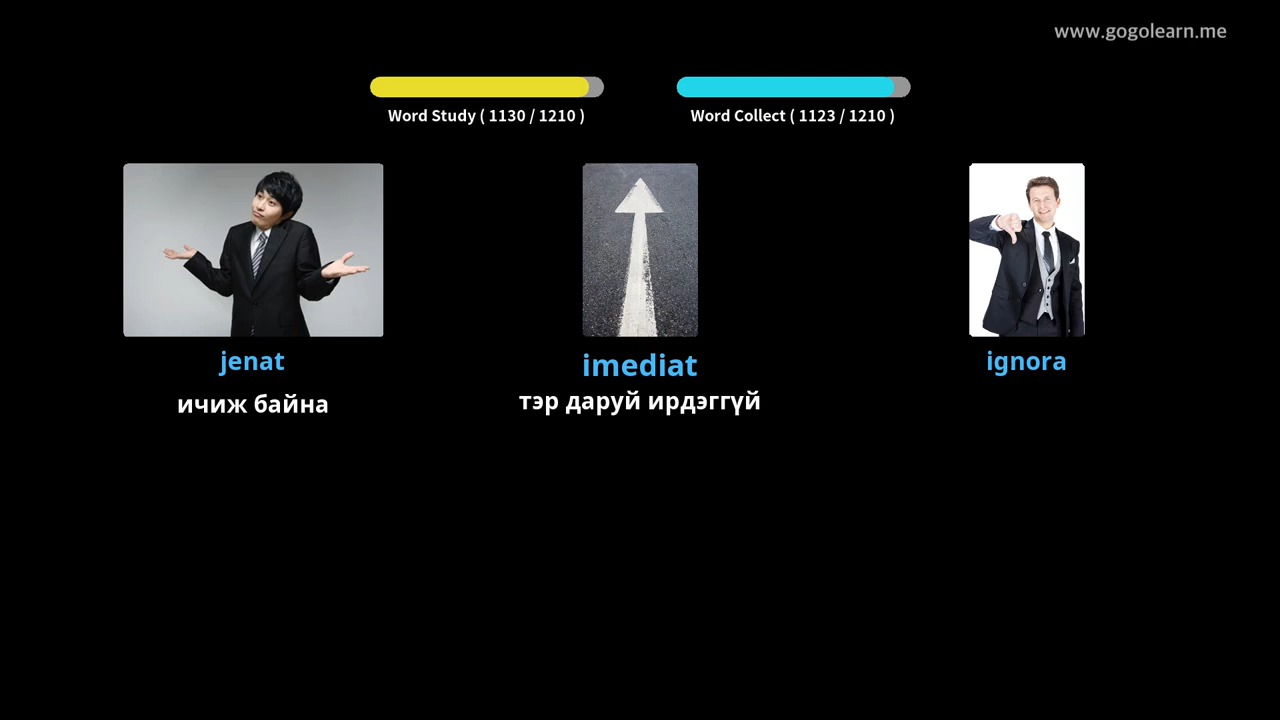 www.gogolearn.me
Word Study ( 1130 / 1210 )
Word Collect ( 1123 / 1210 )
jenat
ичиж байна
imediat
тэр даруй ирдэггүй
ignora